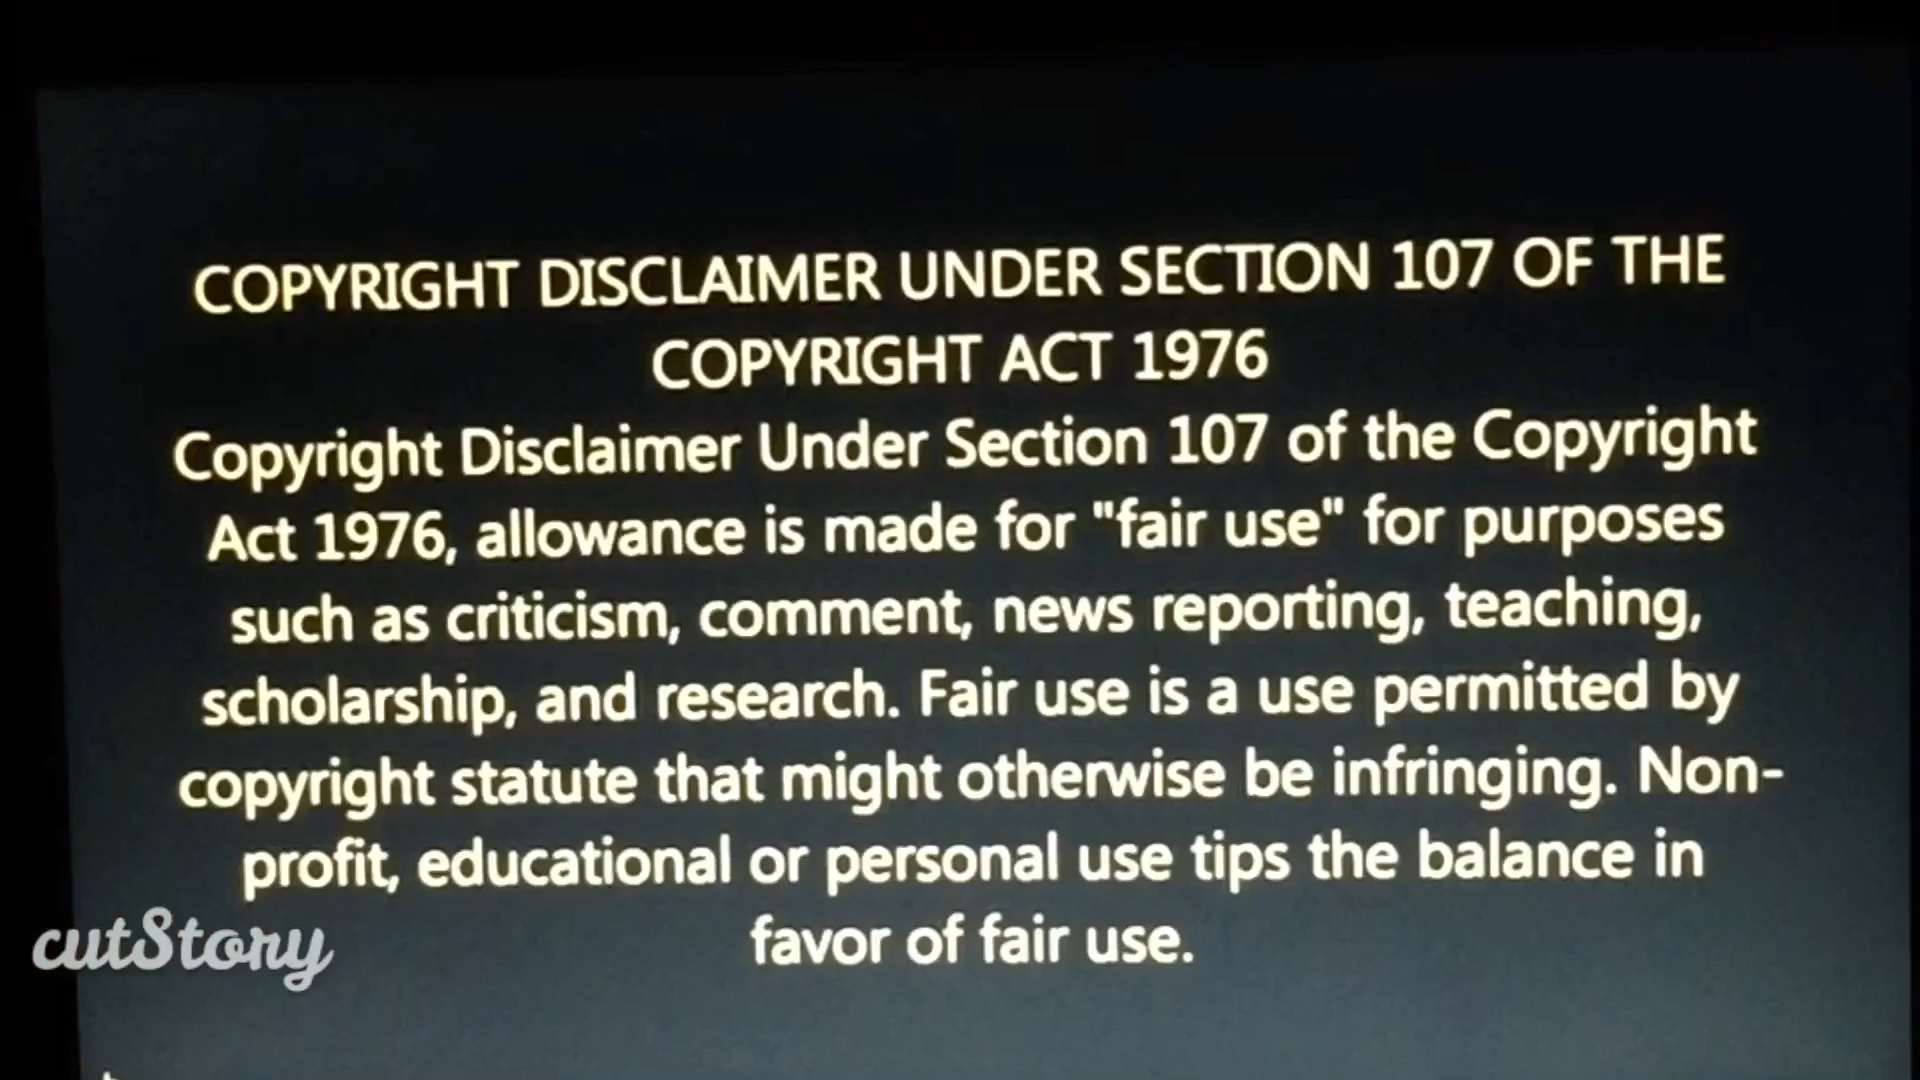 COPYRIGHT DISCLAIMER UNDER SECTION 107 OF THE
COPYRIGHT ACT 1976
Copyright Disclaimer Under Section 107 of the Copyright
Act 1976, allowance is made for "fair use" for purposes
such as criticism, comment, news reporting, teaching,
scholarship, and research. Fair use is a use permitted by
copyright statute that might otherwise be infringing. Non-
profit, educational or personal use tips the balance in
favor of fair use.
cutStory